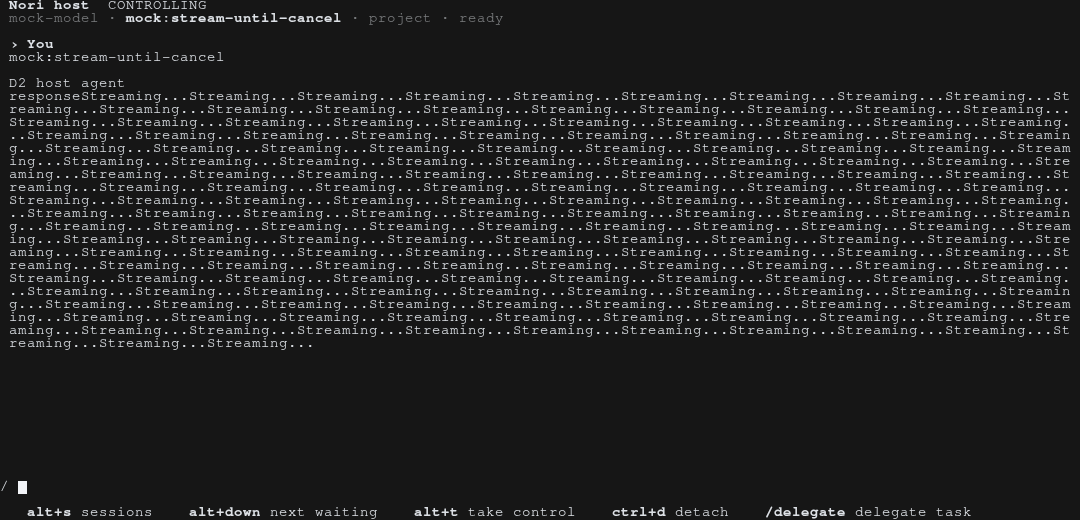 Nori host  CONTROLLING
mock-model · mock:stream-until-cancel · project · ready
› You
mock:stream-until-cancel
D2 host agent
responseStreaming...Streaming...Streaming...Streaming...Streaming...Streaming...Streaming...Streaming...Streaming...St
reaming...Streaming...Streaming...Streaming...Streaming...Streaming...Streaming...Streaming...Streaming...Streaming...
Streaming...Streaming...Streaming...Streaming...Streaming...Streaming...Streaming...Streaming...Streaming...Streaming.
..Streaming...Streaming...Streaming...Streaming...Streaming...Streaming...Streaming...Streaming...Streaming...Streamin
g...Streaming...Streaming...Streaming...Streaming...Streaming...Streaming...Streaming...Streaming...Streaming...Stream
ing...Streaming...Streaming...Streaming...Streaming...Streaming...Streaming...Streaming...Streaming...Streaming...Stre
aming...Streaming...Streaming...Streaming...Streaming...Streaming...Streaming...Streaming...Streaming...Streaming...St
reaming...Streaming...Streaming...Streaming...Streaming...Streaming...Streaming...Streaming...Streaming...Streaming...
Streaming...Streaming...Streaming...Streaming...Streaming...Streaming...Streaming...Streaming...Streaming...Streaming.
..Streaming...Streaming...Streaming...Streaming...Streaming...Streaming...Streaming...Streaming...Streaming...Streamin
g...Streaming...Streaming...Streaming...Streaming...Streaming...Streaming...Streaming...Streaming...Streaming...Stream
ing...Streaming...Streaming...Streaming...Streaming...Streaming...Streaming...Streaming...Streaming...Streaming...Stre
aming...Streaming...Streaming...Streaming...Streaming...Streaming...Streaming...Streaming...Streaming...Streaming...St
reaming...Streaming...Streaming...Streaming...Streaming...Streaming...Streaming...Streaming...Streaming...Streaming...
Streaming...Streaming...Streaming...Streaming...Streaming...Streaming...Streaming...Streaming...Streaming...Streaming.
..Streaming...Streaming...Streaming...Streaming...Streaming...Streaming...Streaming...Streaming...Streaming...Streamin
g...Streaming...Streaming...Streaming...Streaming...Streaming...Streaming...Streaming...Streaming...Streaming...Stream
ing...Streaming...Streaming...Streaming...Streaming...Streaming...Streaming...Streaming...Streaming...Streaming...Stre
aming...Streaming...Streaming...Streaming...Streaming...Streaming...Streaming...Streaming...Streaming...Streaming...St
reaming...Streaming...Streaming...
/
alt+s sessions    alt+down next waiting    alt+t take control    ctrl+d detach    /delegate delegate task